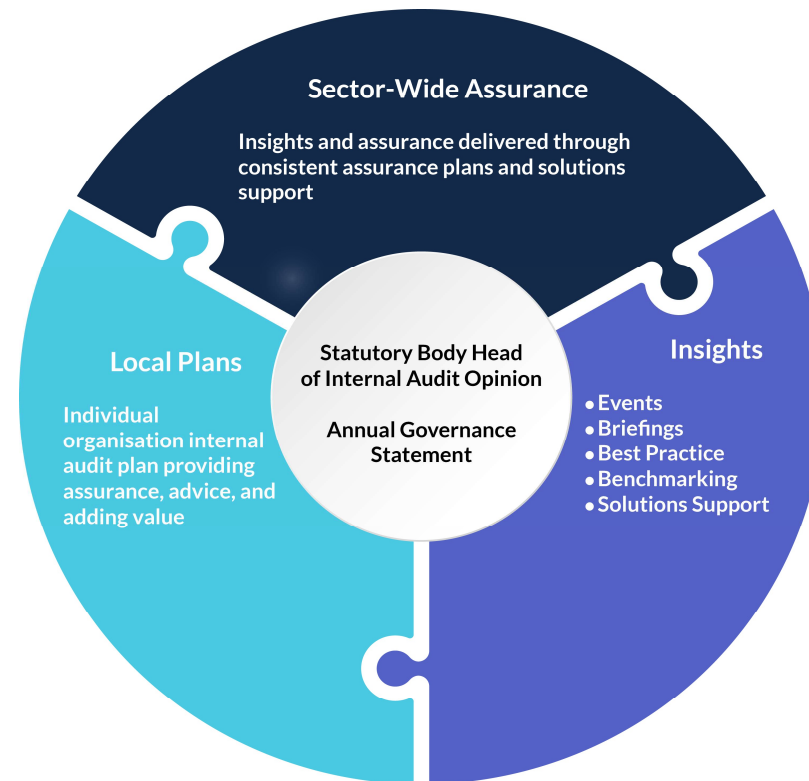 Sector-Wide Assurance
Insights and assurance delivered through
consistent assurance plans and solutions
support
Local Plans
Individual
organisation internal
audit plan providing
assurance, advice, and
adding value
Statutory Body Head
of Internal Audit Opinion
Annual Governance
Statement
Insights
• Events
• Briefings
• Best Practice
• Benchmarking
• Solutions Support